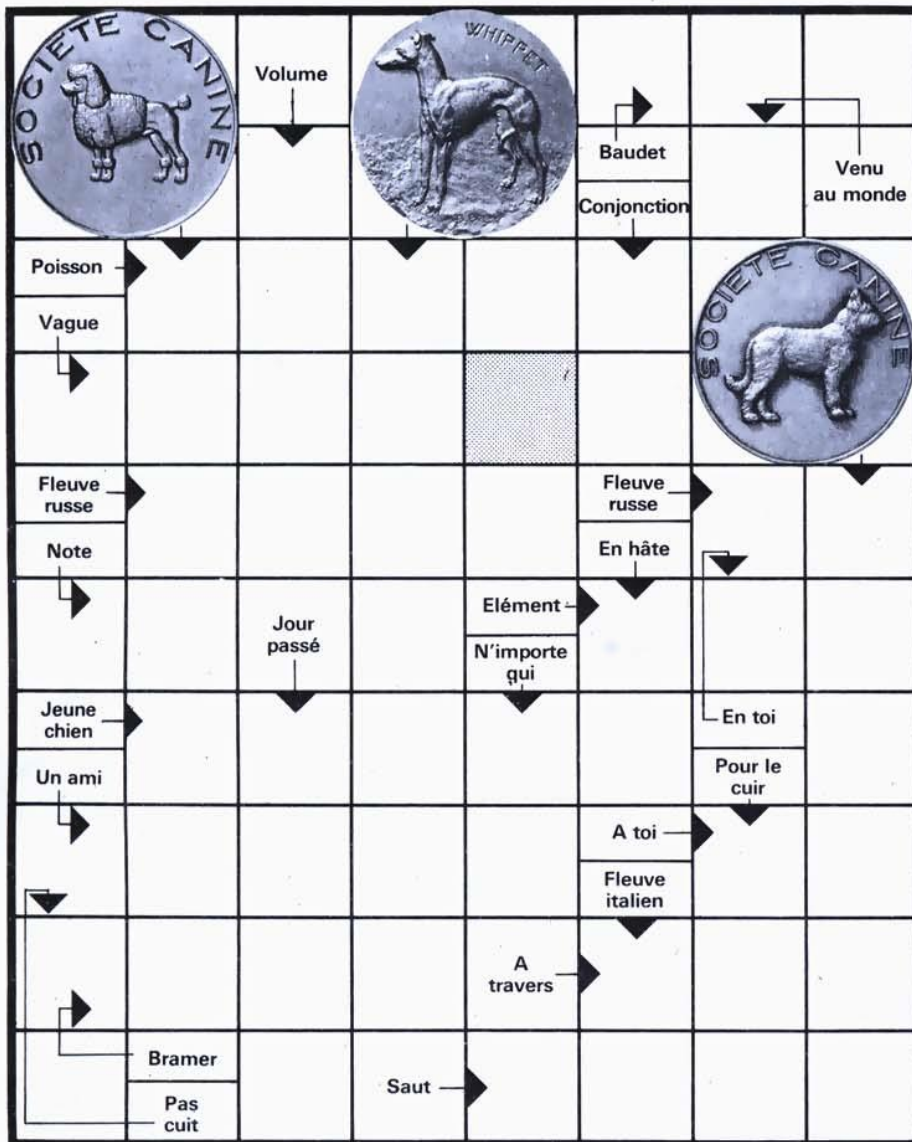 SOCIETE CANINE
Volume
WHIPPET
Baudet
Conjonction
Venu
au monde
Poisson
Vague
SOCIETE CANINE
Fleuve
russe
Note
Fleuve
russe
En hâte
Jour
passé
Elément
N'importe
qui
Jeune
chien
Un ami
En toi
Pour le
cuir
A toi
Fleuve
italien
A
travers
Bramer
Pas
cuit
Saut